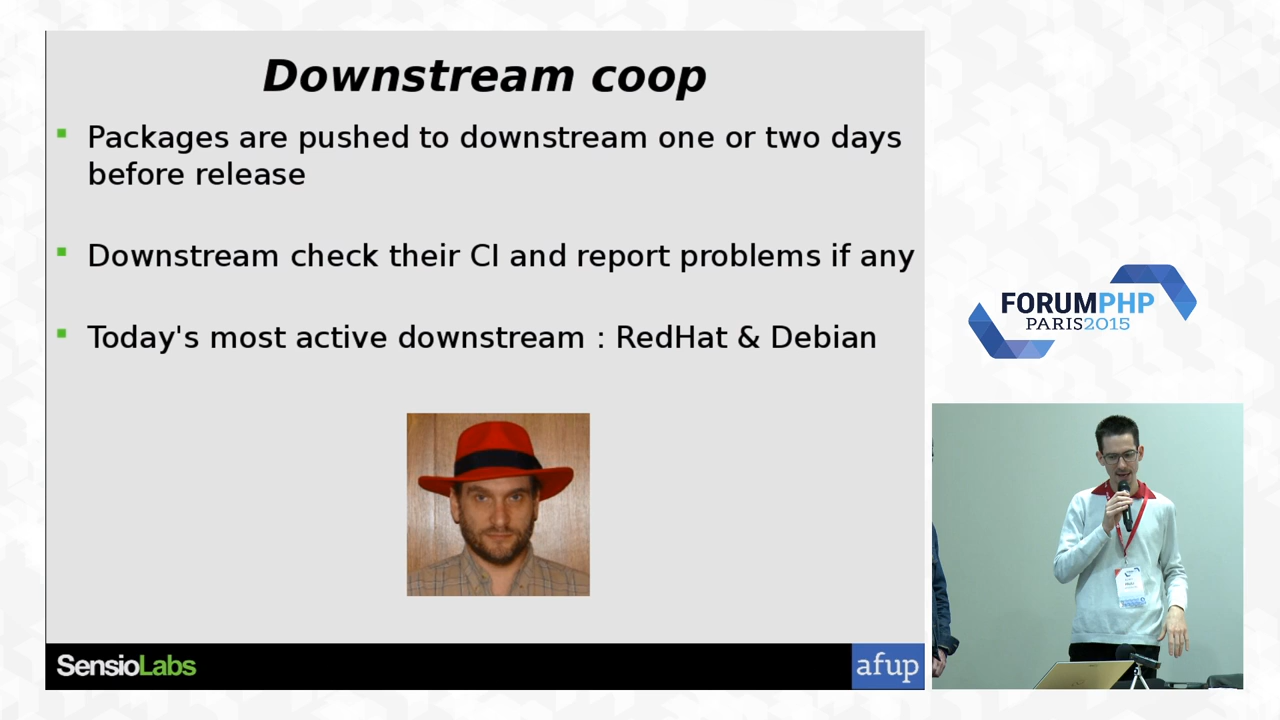 Downstream coop
Packages are pushed to downstream one or two days
before release
Downstream check their CI and report problems if any
Today's most active downstream : RedHat & Debian
SensioLabs
afup
FORUMPHP
PARIS2015